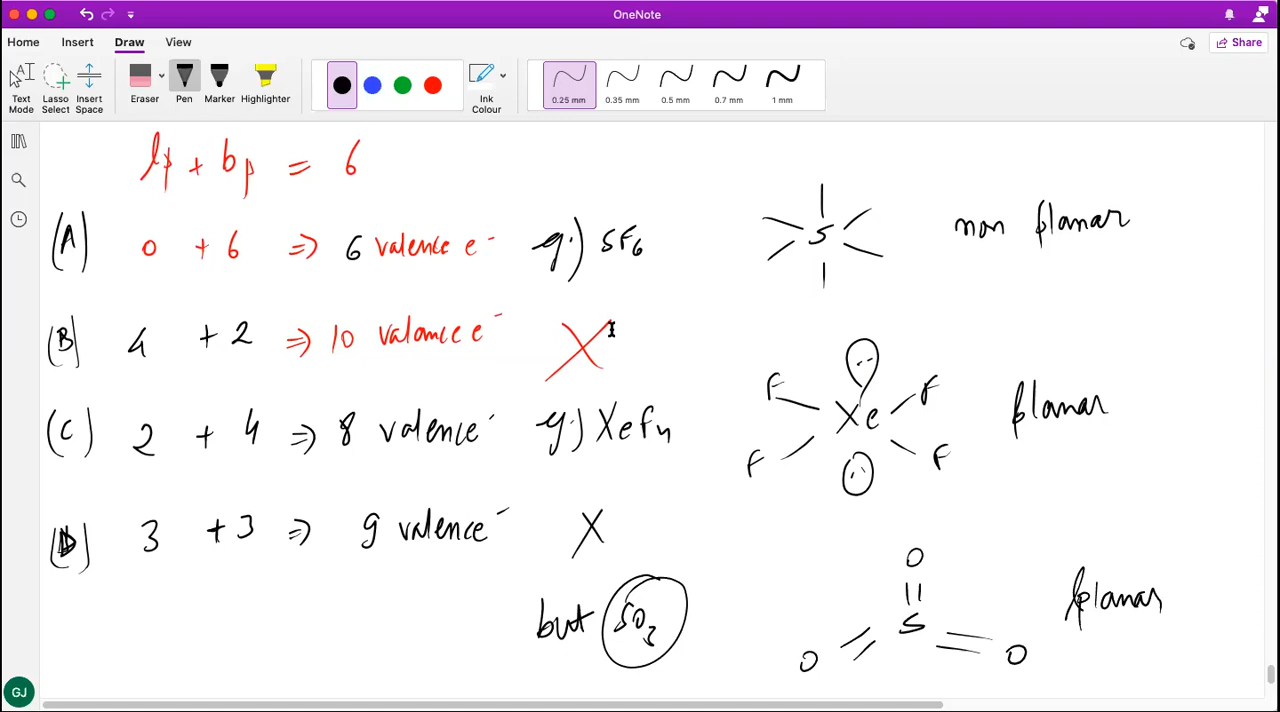 OneNote
Home Insert Draw View
Share
Text Mode
Lasso Select
Insert Space
Eraser
Pen
Marker
Highlighter
Ink Colour
0.25 mm
0.35 mm
0.5 mm
0.7 mm
1 mm
lp + bp = 6
(A) 0 + 6 => 6 valence e- eg:) SF6
S
non planar
(B) 4 + 2 => 10 valance e- X
(C) 2 + 4 => 8 valence- eg:) XeF4
F F
Xe
F F
planar
(D) 3 + 3 => 9 valence- X
but SO3
O
S
O O
planar
GJ